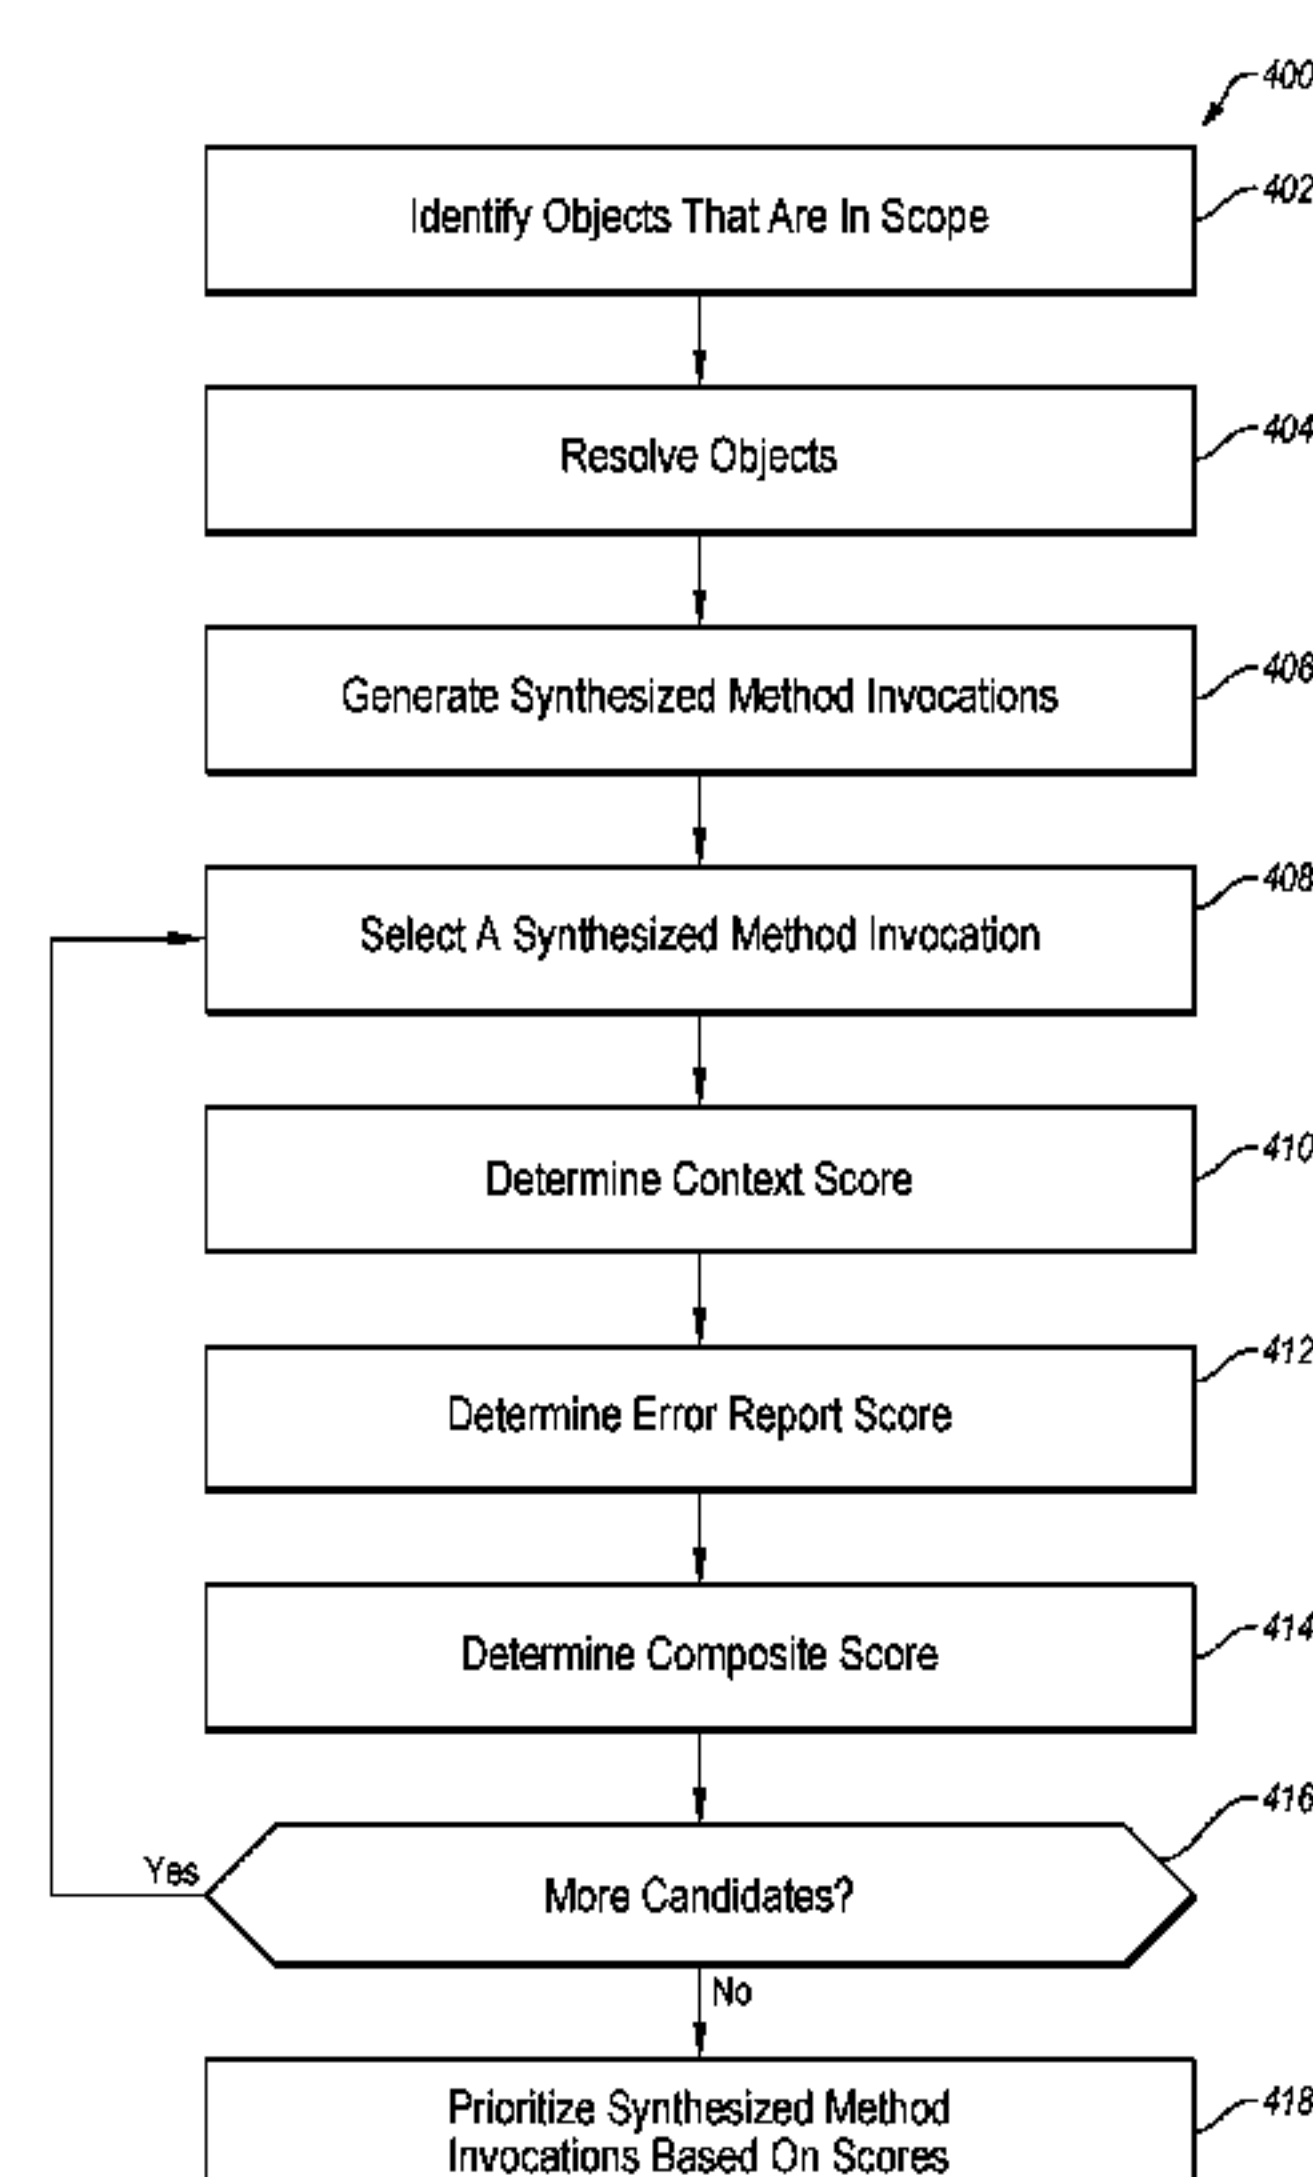 400
402
Identify Objects That Are In Scope
404
Resolve Objects
406
Generate Synthesized Method Invocations
408
Select A Synthesized Method Invocation
410
Determine Context Score
412
Determine Error Report Score
414
Determine Composite Score
416
Yes
More Candidates?
No
418
Prioritize Synthesized Method
Invocations Based On Scores